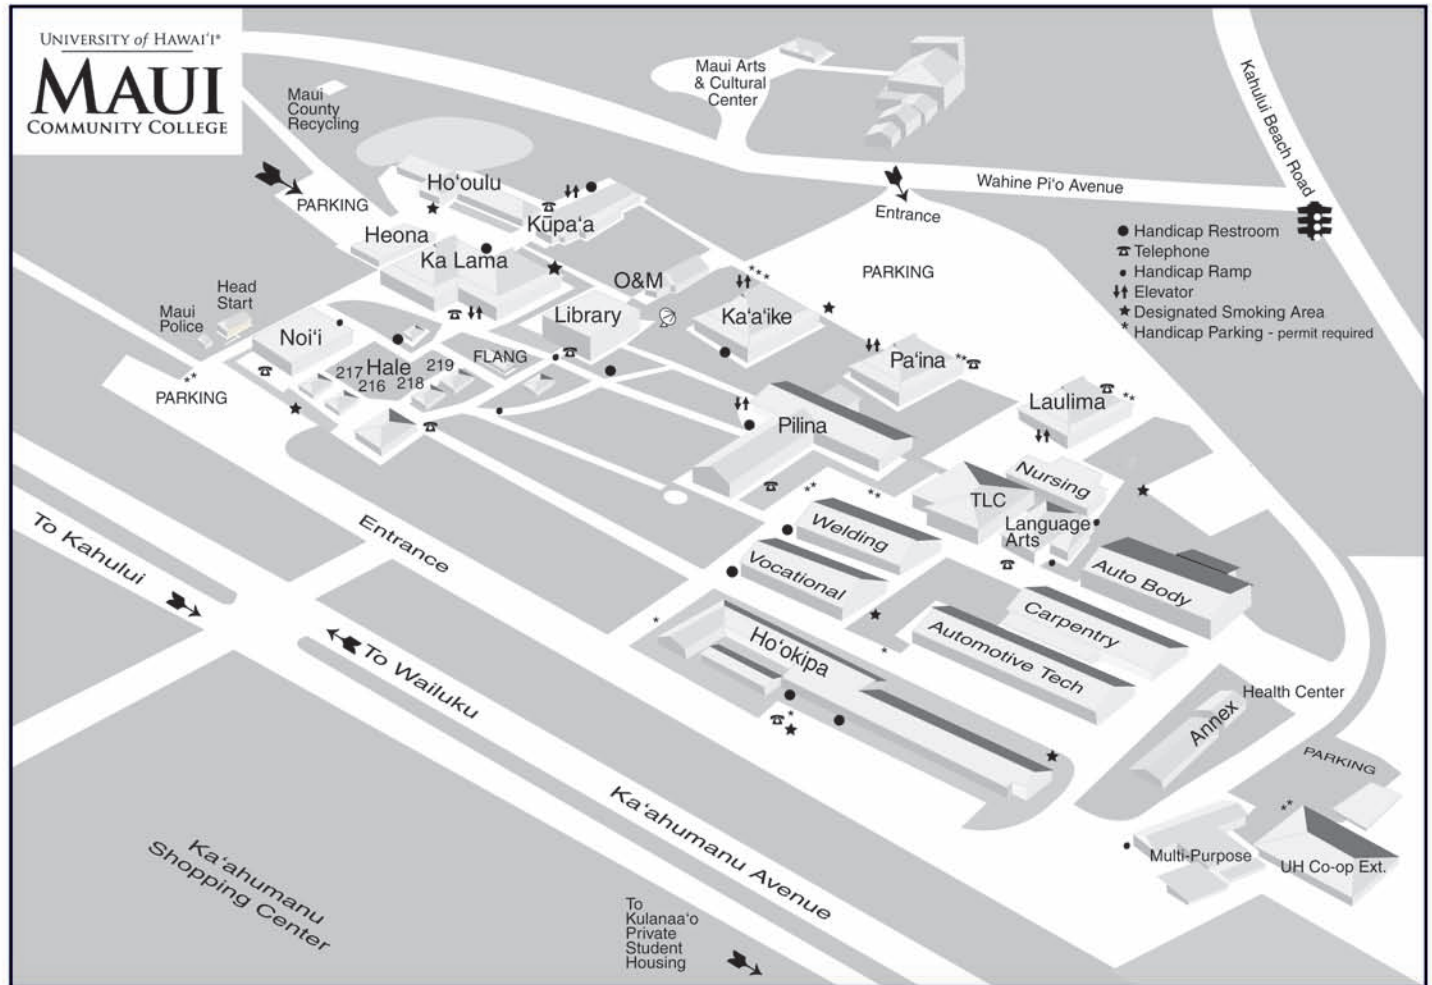 UNIVERSITY of HAWAI‘I®
MAUI
COMMUNITY COLLEGE
Maui
County
Recycling
Maui Arts
& Cultural
Center
Kahului Beach Road
Wahine Pi‘o Avenue
Entrance
PARKING
Handicap Restroom
Telephone
Handicap Ramp
Elevator
Designated Smoking Area
* Handicap Parking - permit required
PARKING
Ho‘oulu
Kūpa‘a
Heona
Ka Lama
O&M
Head
Start
Maui
Police
Noi‘i
Library
Ka‘a‘ike
Hale
217
216
218
219
FLANG
PARKING
Pa‘ina
Laulima
Pilina
Nursing
TLC
Language
Arts
Welding
Vocational
Auto Body
Carpentry
Automotive Tech
Ho‘okipa
Annex
Health Center
PARKING
Multi-Purpose
UH Co-op Ext.
Entrance
To Kahului
To Wailuku
Ka‘ahumanu Avenue
Ka‘ahumanu
Shopping Center
To
Kulanaa‘o
Private
Student
Housing